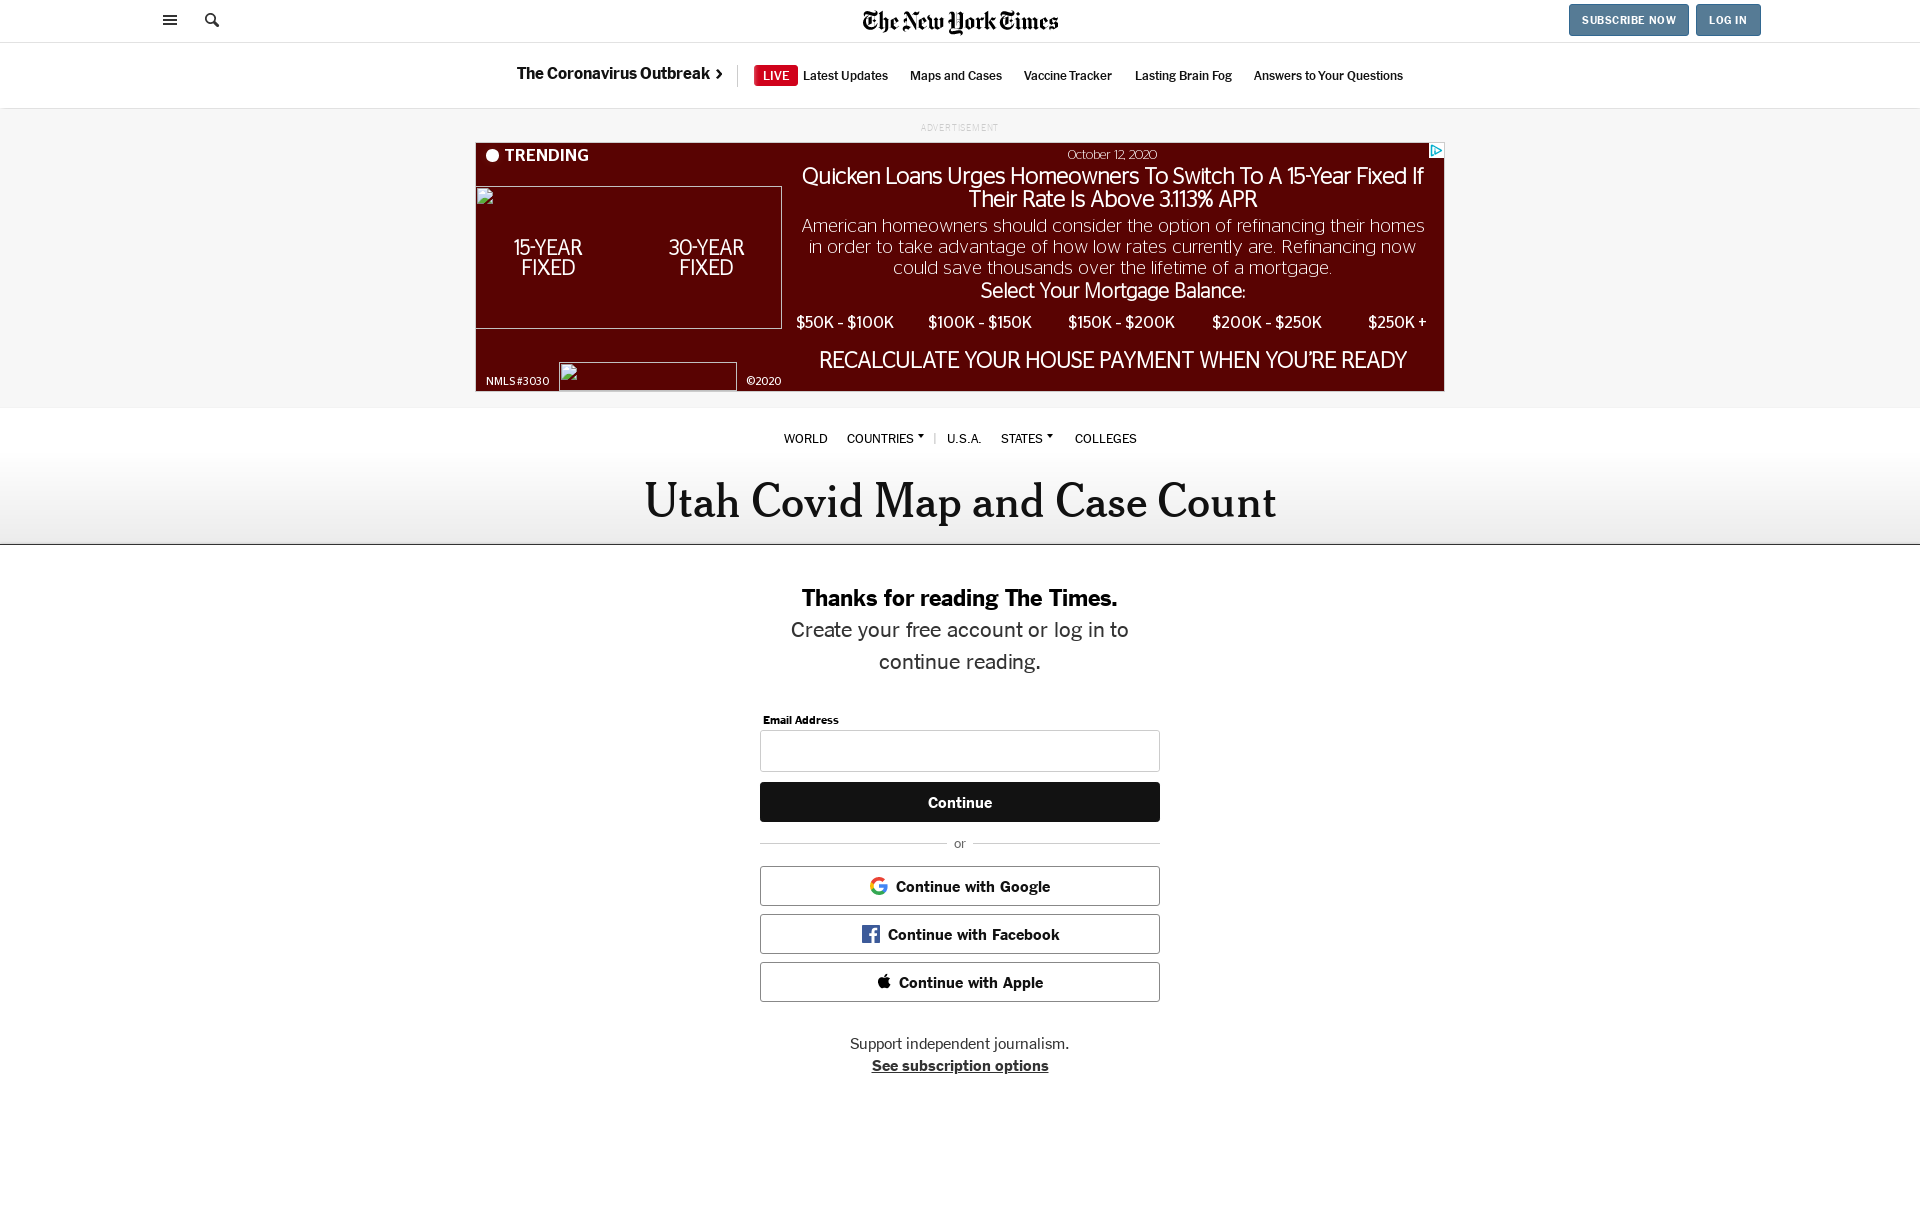 The New York Times
SUBSCRIBE NOW
LOG IN
The Coronavirus Outbreak
LIVE Latest Updates
Maps and Cases
Vaccine Tracker
Lasting Brain Fog
Answers to Your Questions
ADVERTISEMENT
TRENDING
15-YEAR
FIXED
30-YEAR
FIXED
NMLS #3030
©2020
October 12, 2020
Quicken Loans Urges Homeowners To Switch To A 15-Year Fixed If
Their Rate Is Above 3.113% APR
American homeowners should consider the option of refinancing their homes
in order to take advantage of how low rates currently are. Refinancing now
could save thousands over the lifetime of a mortgage.
Select Your Mortgage Balance:
$50K - $100K
$100K - $150K
$150K - $200K
$200K - $250K
$250K +
RECALCULATE YOUR HOUSE PAYMENT WHEN YOU'RE READY
WORLD
COUNTRIES
U.S.A.
STATES
COLLEGES
Utah Covid Map and Case Count
Thanks for reading The Times.
Create your free account or log in to
continue reading.
Email Address
Continue
or
Continue with Google
Continue with Facebook
Continue with Apple
Support independent journalism.
See subscription options